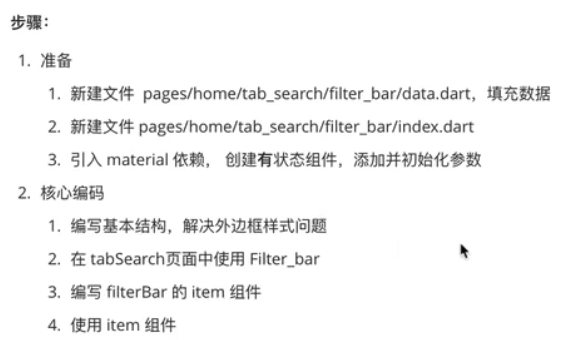 步骤：
1. 准备
1. 新建文件 pages/home/tab_search/filter_bar/data.dart，填充数据
2. 新建文件 pages/home/tab_search/filter_bar/index.dart
3. 引入 material 依赖， 创建有状态组件，添加并初始化参数
2. 核心编码
1. 编写基本结构，解决外边框样式问题
2. 在 tabSearch页面中使用 Filter_bar
3. 编写 filterBar 的 item 组件
4. 使用 item 组件